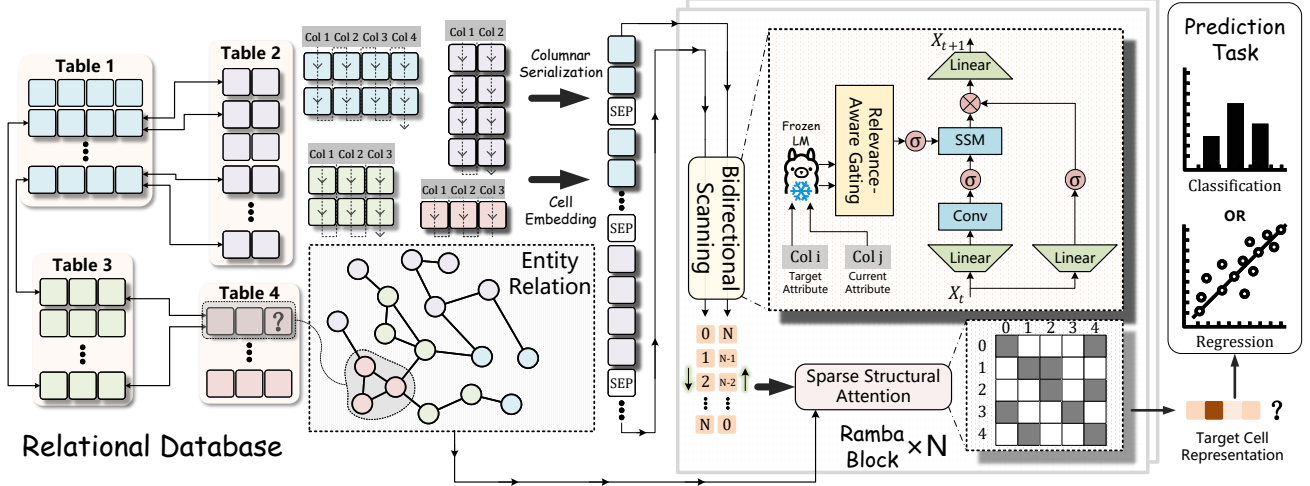 Table 1
Table 2
Table 3
Table 4
?
Relational Database
Col 1 Col 2 Col 3 Col 4
Col 1 Col 2
Col 1 Col 2 Col 3
Col 1 Col 2 Col 3
Columnar
Serialization
Cell
Embedding
SEP
SEP
SEP
Entity
Relation
Bidirectional
Scanning
0 N
1 N-1
2 N-2
N 0
Frozen
LM
Relevance-
Aware Gating
σ
SSM
σ
Conv
σ
Linear
Linear
Linear
Xt+1
Xt
Col i
Target
Attribute
Col j
Current
Attribute
Sparse Structural
Attention
0 1 2 3 4
0
1
2
3
4
Ramba
Block
×N
Prediction
Task
Classification
OR
Regression
?
Target Cell
Representation